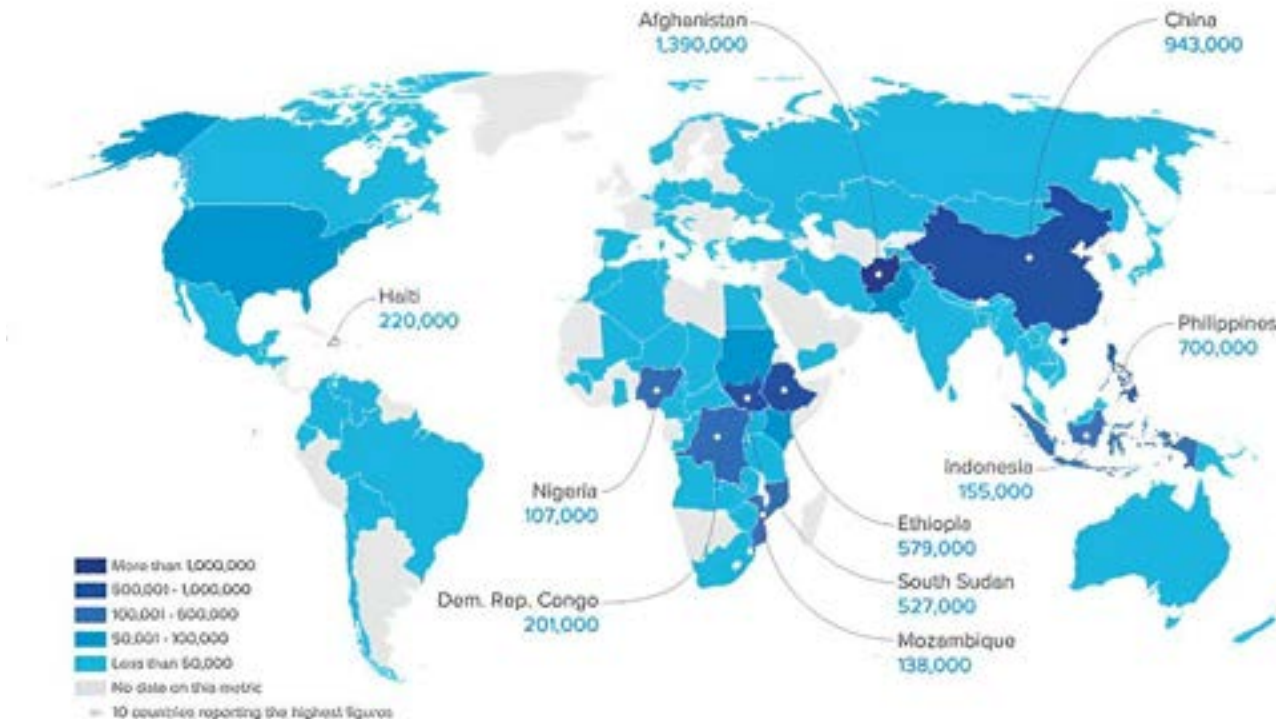 Afghanistan
1,390,000
China
943,000
Haiti
220,000
Philippines
700,000
Nigeria
107,000
Indonesia
155,000
Ethiopia
579,000
South Sudan
527,000
Dem. Rep. Congo
201,000
Mozambique
138,000
More than 1,000,000
500,001 - 1,000,000
100,001 - 500,000
50,001 - 100,000
Less than 50,000
No data on this metric
10 countries reporting the highest figures